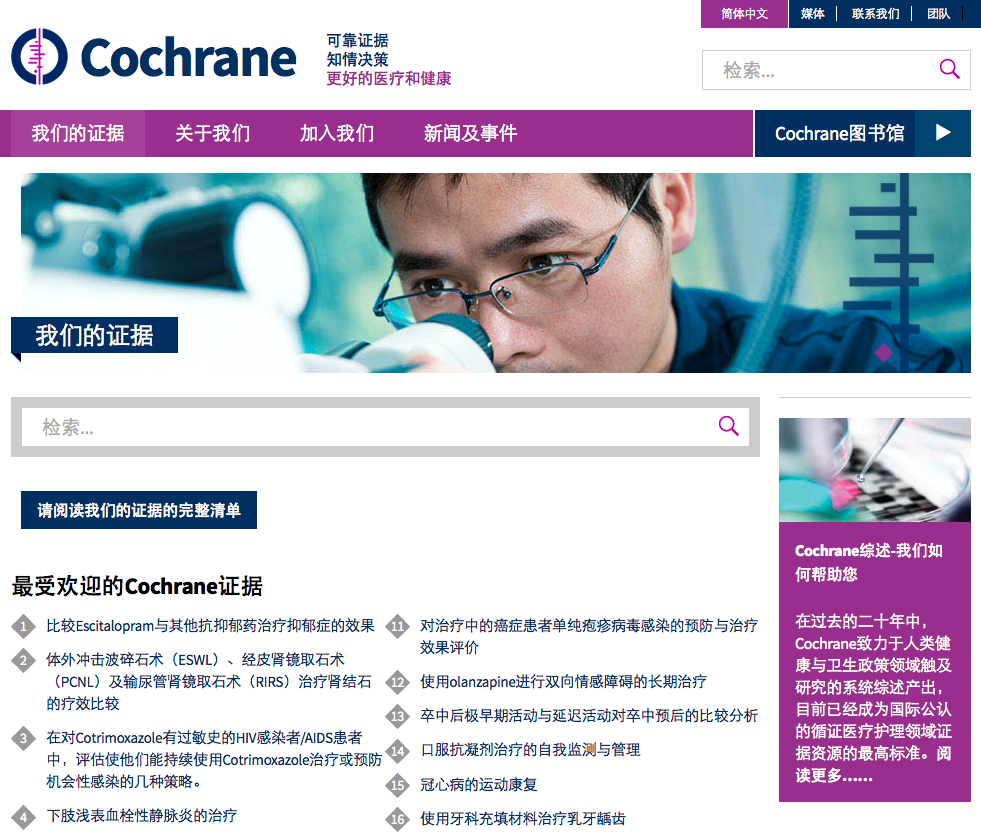 简体中文
媒体
联系我们
团队
Cochrane
可靠证据
知情决策
更好的医疗和健康
检索...
我们的证据
关于我们
加入我们
新闻及事件
Cochrane图书馆
我们的证据
检索...
请阅读我们的证据的完整清单
最受欢迎的Cochrane证据
1
比较Escitalopram与其他抗抑郁药治疗抑郁症的效果
2
体外冲击波碎石术（ESWL）、经皮肾镜取石术
（PCNL）及输尿管肾镜取石术（RIRS）治疗肾结石
的疗效比较
3
在对Cotrimoxazole有过敏史的HIV感染者/AIDS患者
中，评估使他们能持续使用Cotrimoxazole治疗或预防
机会性感染的几种策略。
4
下肢浅表血栓性静脉炎的治疗
11
对治疗中的癌症患者单纯疱疹病毒感染的预防与治疗
效果评价
12
使用olanzapine进行双向情感障碍的长期治疗
13
卒中后极早期活动与延迟活动对卒中预后的比较分析
14
口服抗凝剂治疗的自我监测与管理
15
冠心病的运动康复
16
使用牙科充填材料治疗乳牙龋齿
Cochrane综述-我们如
何帮助您
在过去的二十年中，
Cochrane致力于人类健
康与卫生政策领域触及
研究的系统综述产出，
目前已经成为国际公认
的循证医疗护理领域证
据资源的最高标准。阅
读更多……